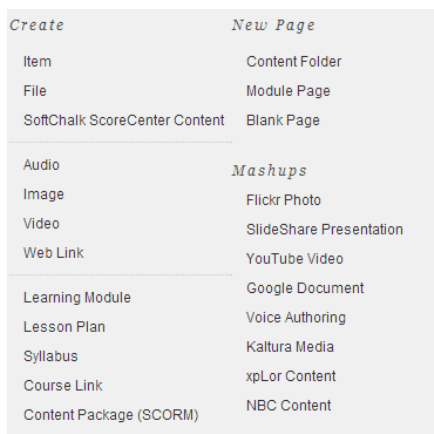 Create
Item
File
SoftChalk ScoreCenter Content
Audio
Image
Video
Web Link
Learning Module
Lesson Plan
Syllabus
Course Link
Content Package (SCORM)
New Page
Content Folder
Module Page
Blank Page
Mashups
Flickr Photo
SlideShare Presentation
YouTube Video
Google Document
Voice Authoring
Kaltura Media
xpLor Content
NBC Content